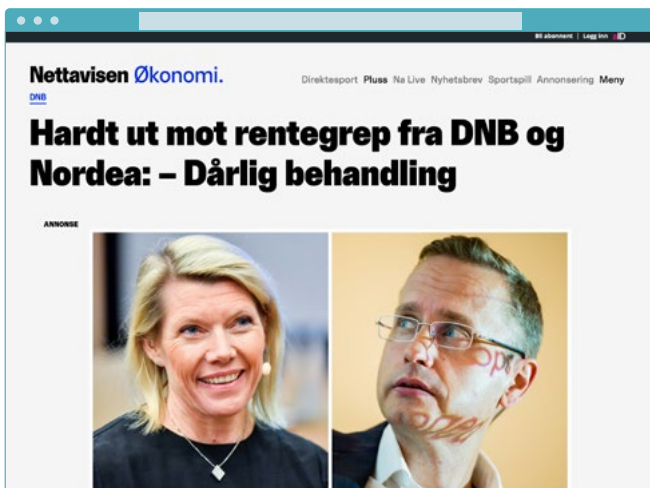 Bli abonnent | Logg inn
Nettavisen Økonomi.
Direktesport Pluss Na Live Nyhetsbrev Sportspill Annonsering Meny
DNB
Hardt ut mot rentegrep fra DNB og
Nordea: – Dårlig behandling
ANNONSE